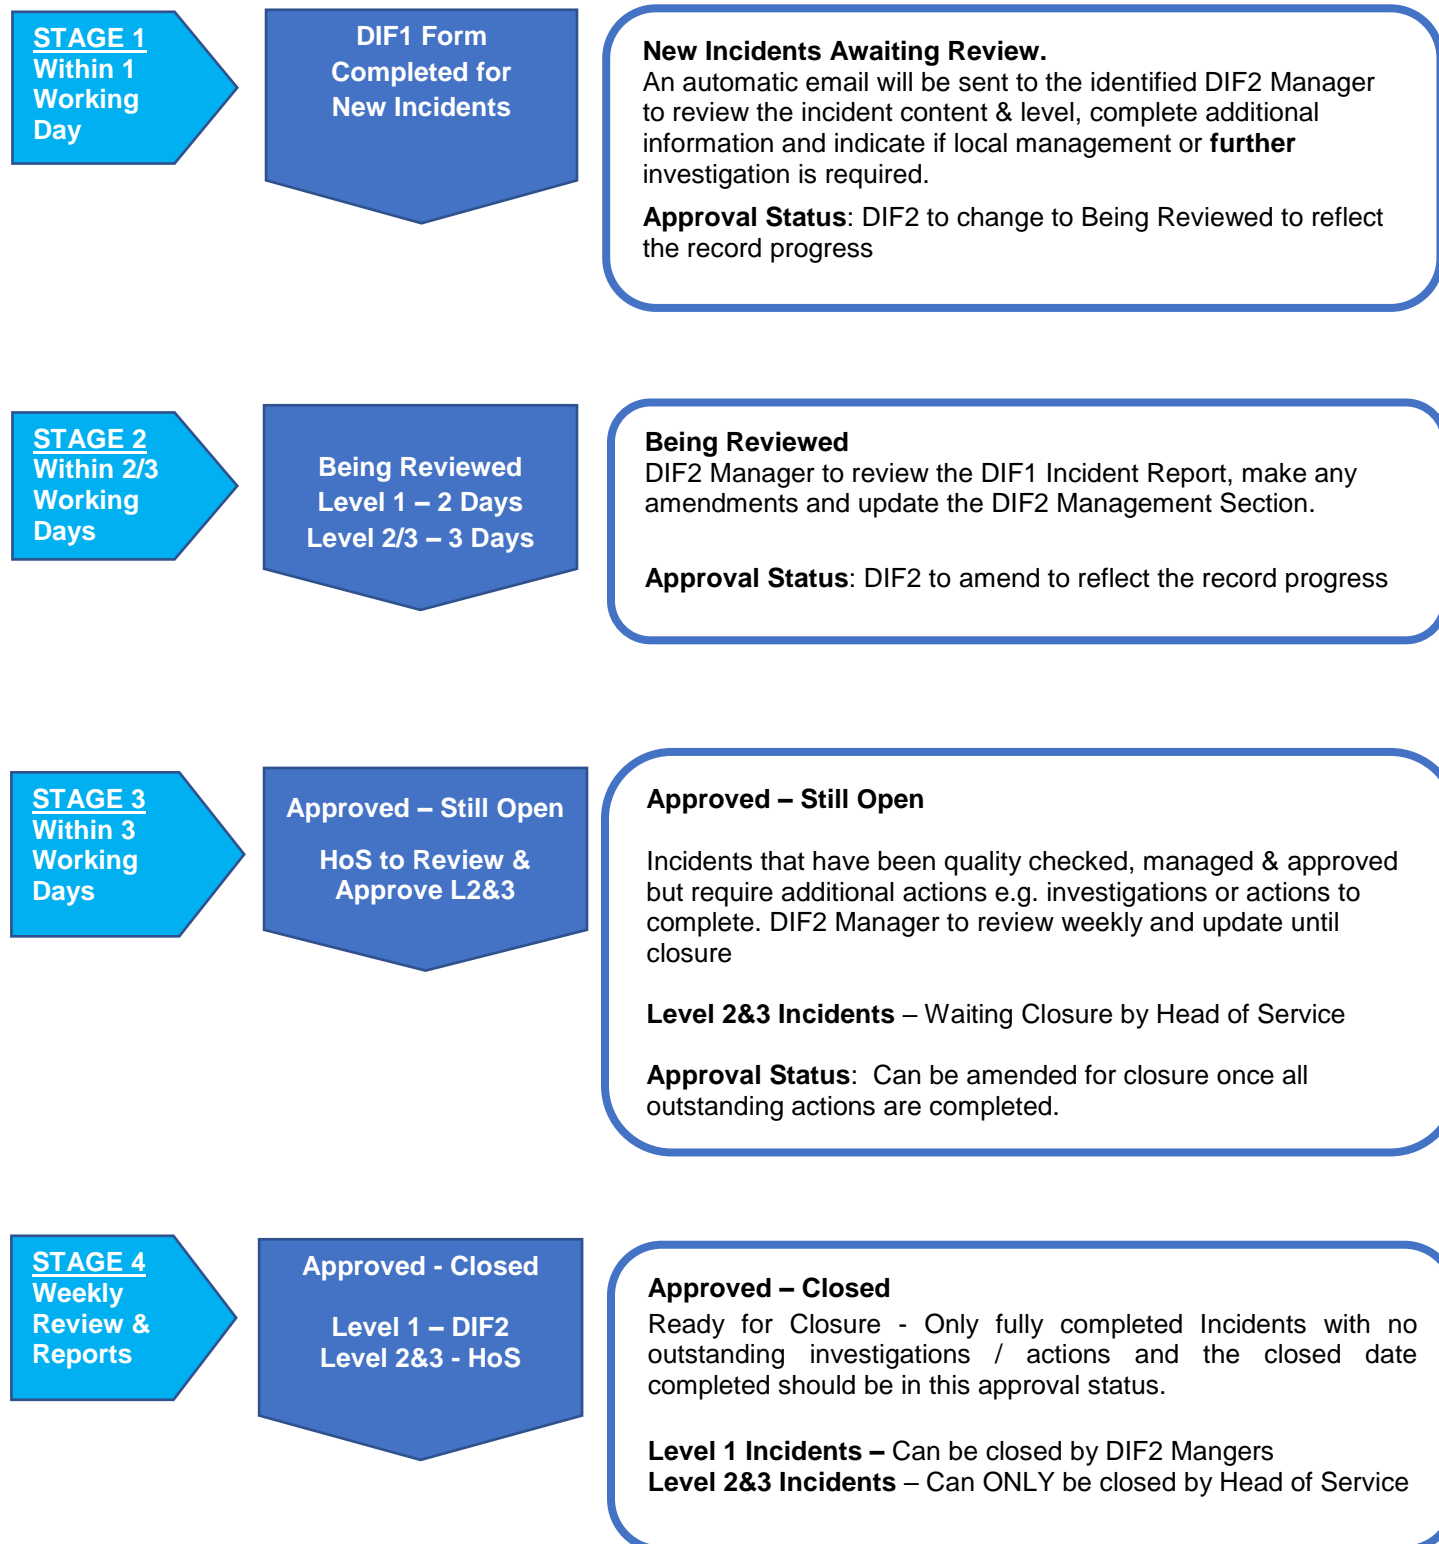 STAGE 1
Within 1
Working
Day
DIF1 Form
Completed for
New Incidents
New Incidents Awaiting Review.
An automatic email will be sent to the identified DIF2 Manager
to review the incident content & level, complete additional
information and indicate if local management or further
investigation is required.
Approval Status: DIF2 to change to Being Reviewed to reflect
the record progress
STAGE 2
Within 2/3
Working
Days
Being Reviewed
Level 1 – 2 Days
Level 2/3 – 3 Days
Being Reviewed
DIF2 Manager to review the DIF1 Incident Report, make any
amendments and update the DIF2 Management Section.
Approval Status: DIF2 to amend to reflect the record progress
STAGE 3
Within 3
Working
Days
Approved – Still Open
HoS to Review &
Approve L2&3
Approved – Still Open
Incidents that have been quality checked, managed & approved
but require additional actions e.g. investigations or actions to
complete. DIF2 Manager to review weekly and update until
closure
Level 2&3 Incidents – Waiting Closure by Head of Service
Approval Status:  Can be amended for closure once all
outstanding actions are completed.
STAGE 4
Weekly
Review &
Reports
Approved - Closed
Level 1 – DIF2
Level 2&3 - HoS
Approved – Closed
Ready for Closure - Only fully completed Incidents with no
outstanding investigations / actions and the closed date
completed should be in this approval status.
Level 1 Incidents – Can be closed by DIF2 Mangers
Level 2&3 Incidents – Can ONLY be closed by Head of Service